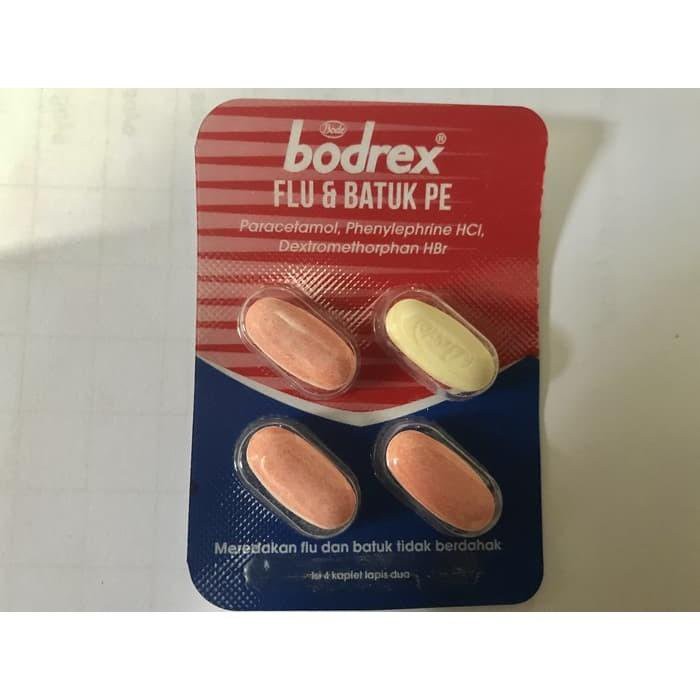 Bode
bodrex®
FLU & BATUK PE
Paracetamol, Phenylephrine HCl,
Dextromethorphan HBr
Meredakan flu dan batuk tidak berdahak
Isi 4 kaplet lapis dua